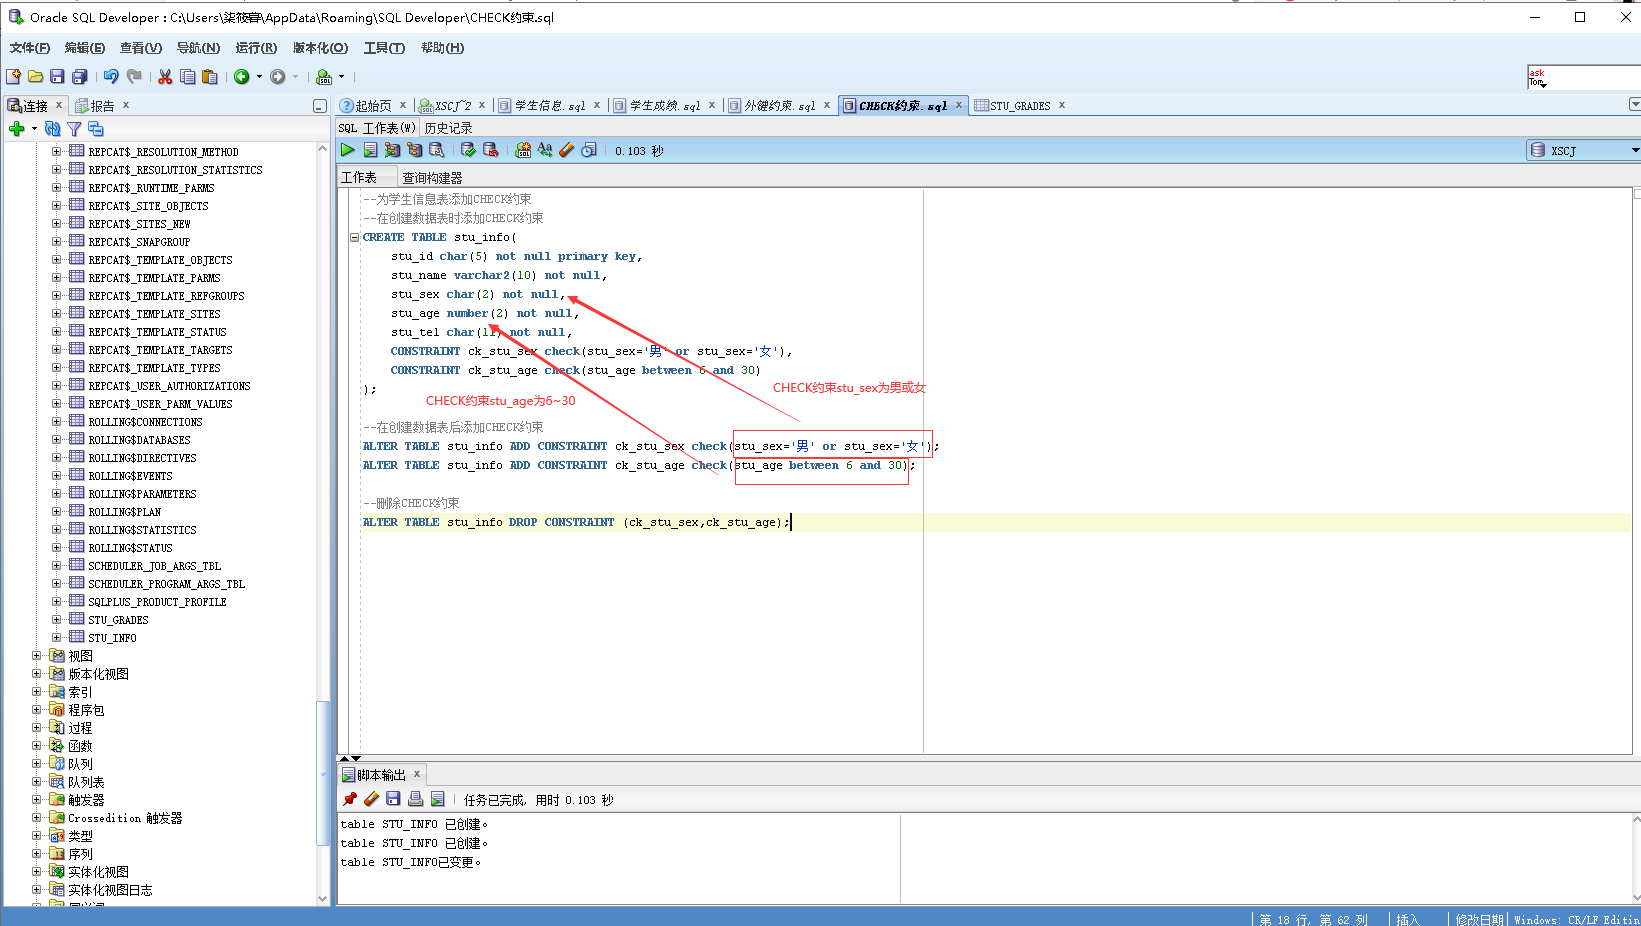 Oracle SQL Developer : C:\Users\柒筱暮\AppData\Roaming\SQL Developer\CHECK约束.sql
文件(F) 编辑(E) 查看(V) 导航(N) 运行(R) 版本化(O) 工具(T) 帮助(H)
ask
Tom
连接 x 报告 x
起始页 x XSCJ~2 x 学生信息.sql x 学生成绩.sql x 外键约束.sql x CHECK约束.sql x STU_GRADES x
SQL 工作表(W) 历史记录
0.103 秒
XSCJ
工作表 查询构建器
REPCAT$_RESOLUTION_METHOD
REPCAT$_RESOLUTION_STATISTICS
REPCAT$_RUNTIME_PARMS
REPCAT$_SITE_OBJECTS
REPCAT$_SITES_NEW
REPCAT$_SNAPGROUP
REPCAT$_TEMPLATE_OBJECTS
REPCAT$_TEMPLATE_PARMS
REPCAT$_TEMPLATE_REFGROUPS
REPCAT$_TEMPLATE_SITES
REPCAT$_TEMPLATE_STATUS
REPCAT$_TEMPLATE_TARGETS
REPCAT$_TEMPLATE_TYPES
REPCAT$_USER_AUTHORIZATIONS
REPCAT$_USER_PARM_VALUES
ROLLING$CONNECTIONS
ROLLING$DATABASES
ROLLING$DIRECTIVES
ROLLING$EVENTS
ROLLING$PARAMETERS
ROLLING$PLAN
ROLLING$STATISTICS
ROLLING$STATUS
SCHEDULER_JOB_ARGS_TBL
SCHEDULER_PROGRAM_ARGS_TBL
SQLPLUS_PRODUCT_PROFILE
STU_GRADES
STU_INFO
视图
版本化视图
索引
程序包
过程
函数
队列
队列表
触发器
Crossedition 触发器
类型
序列
实体化视图
实体化视图日志
--为学生信息表添加CHECK约束
--在创建数据表时添加CHECK约束
CREATE TABLE stu_info(
stu_id char(5) not null primary key,
stu_name varchar2(10) not null,
stu_sex char(2) not null,
stu_age number(2) not null,
stu_tel char(11) not null,
CONSTRAINT ck_stu_sex check(stu_sex='男' or stu_sex='女'),
CONSTRAINT ck_stu_age check(stu_age between 6 and 30)
);
CHECK约束stu_sex为男或女
CHECK约束stu_age为6~30
--在创建数据表后添加CHECK约束
ALTER TABLE stu_info ADD CONSTRAINT ck_stu_sex check(stu_sex='男' or stu_sex='女');
ALTER TABLE stu_info ADD CONSTRAINT ck_stu_age check(stu_age between 6 and 30);
--删除CHECK约束
ALTER TABLE stu_info DROP CONSTRAINT (ck_stu_sex,ck_stu_age);
脚本输出 x
任务已完成, 用时 0.103 秒
table STU_INFO 已创建。
table STU_INFO 已创建。
table STU_INFO已变更。
第 18 行, 第 62 列 插入 修改日期 Windows: CR/LF Editin